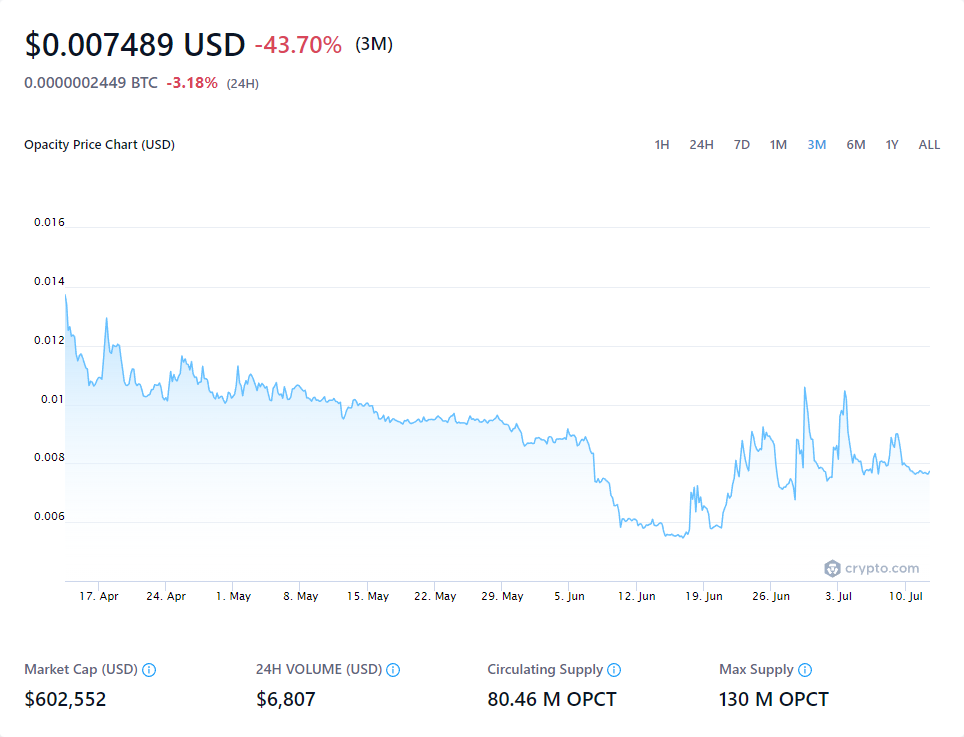 $0.007489 USD -43.70% (3M)
0.0000002449 BTC -3.18% (24H)
Opacity Price Chart (USD) 1H 24H 7D 1M 3M 6M 1Y ALL
0.016
0.014
0.012
0.01
0.008
0.006
crypto.com
17. Apr 24. Apr 1. May 8. May 15. May 22. May 29. May 5. Jun 12. Jun 19. Jun 26. Jun 3. Jul 10. Jul
Market Cap (USD) 24H VOLUME (USD) Circulating Supply Max Supply
$602,552 $6,807 80.46 M OPCT 130 M OPCT